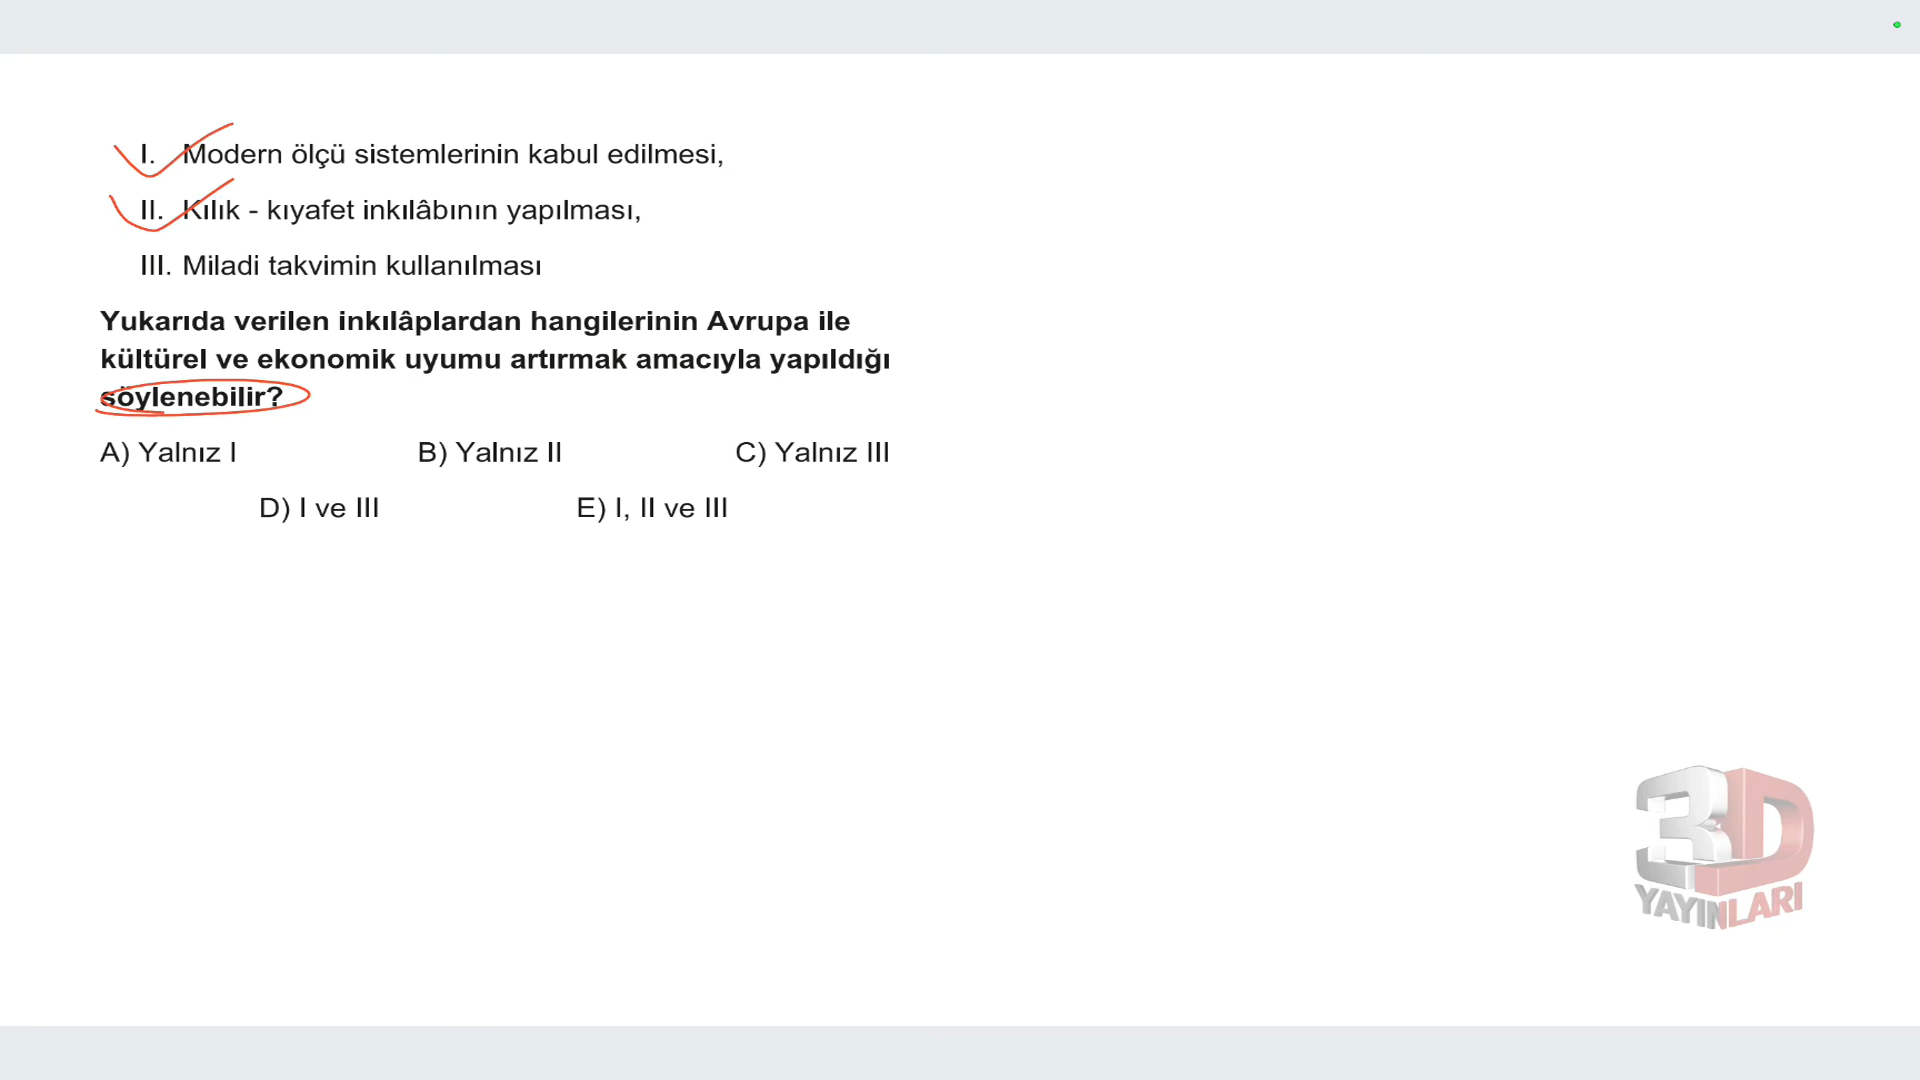 I. Modern ölçü sistemlerinin kabul edilmesi,
II. Kılık - kıyafet inkılâbının yapılması,
III. Miladi takvimin kullanılması
Yukarıda verilen inkılâplardan hangilerinin Avrupa ile
kültürel ve ekonomik uyumu artırmak amacıyla yapıldığı
söylenebilir?
A) Yalnız I B) Yalnız II C) Yalnız III
D) I ve III E) I, II ve III
3D
YAYINLARI